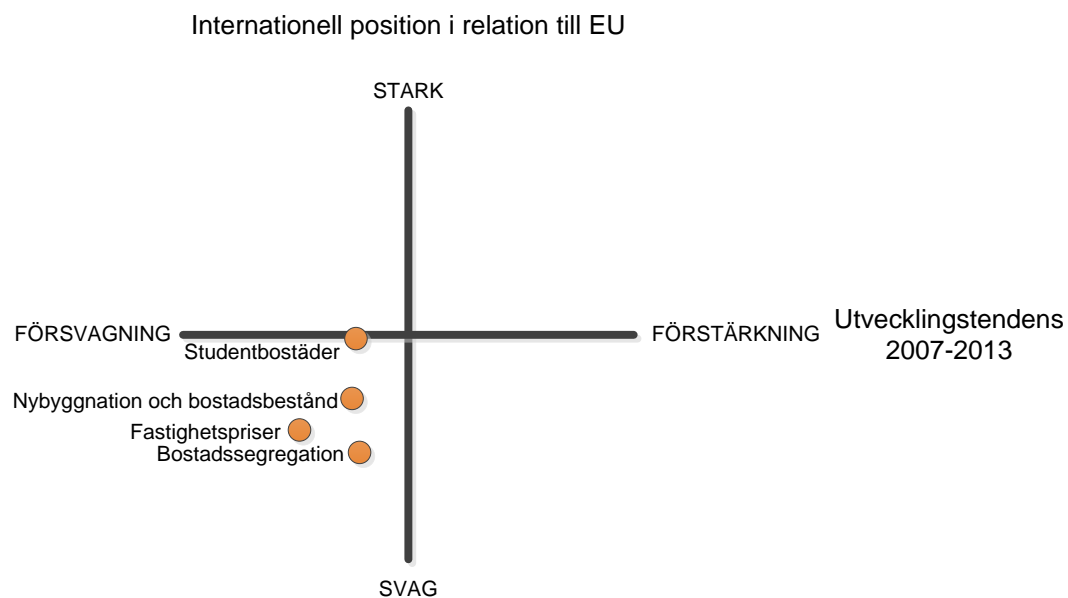 Internationell position i relation till EU
STARK
FÖRSVAGNING
FÖRSTÄRKNING
Utvecklingstendens
2007-2013
Studentbostäder
Nybyggnation och bostadsbestånd
Fastighetspriser
Bostadssegregation
SVAG